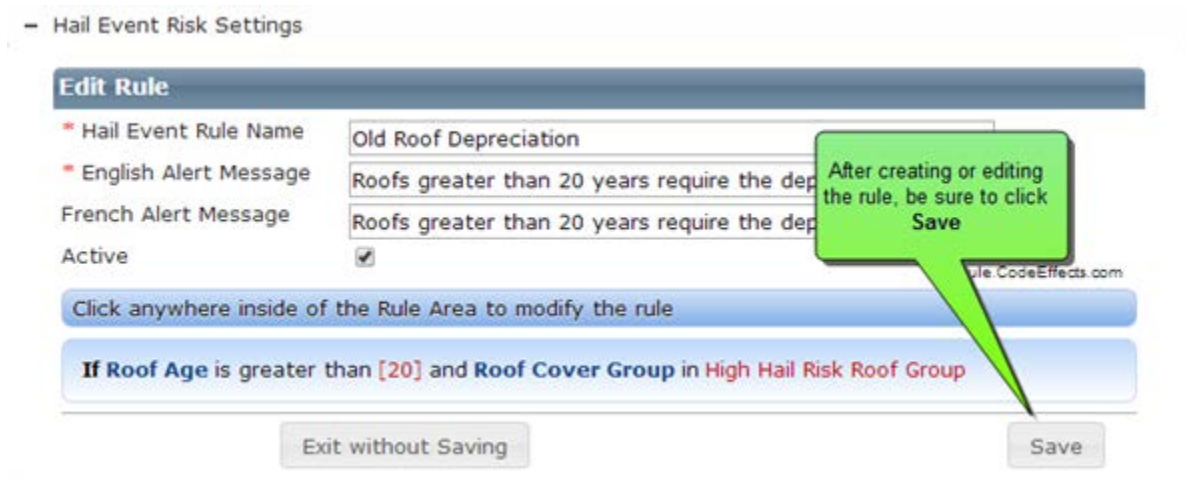 − Hail Event Risk Settings
Edit Rule
* Hail Event Rule Name
Old Roof Depreciation
* English Alert Message
Roofs greater than 20 years require the dep
French Alert Message
Roofs greater than 20 years require the dep
Active
After creating or editing
the rule, be sure to click
Save
ule.CodeEffects.com
Click anywhere inside of the Rule Area to modify the rule
If Roof Age is greater than [20] and Roof Cover Group in High Hail Risk Roof Group
Exit without Saving
Save